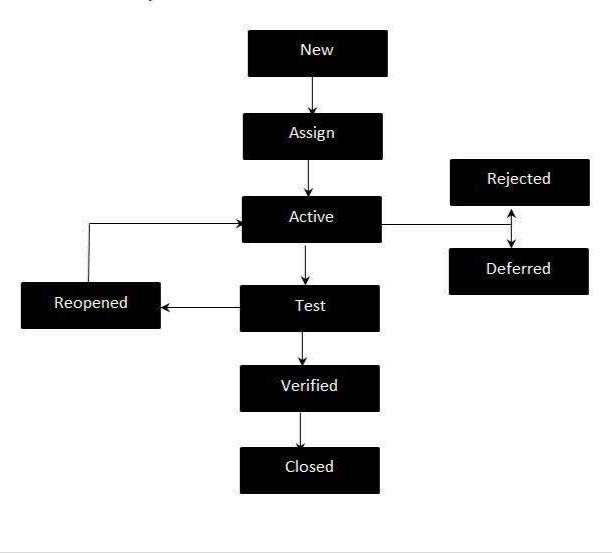 New
Assign
Rejected
Active
Deferred
Reopened
Test
Verified
Closed